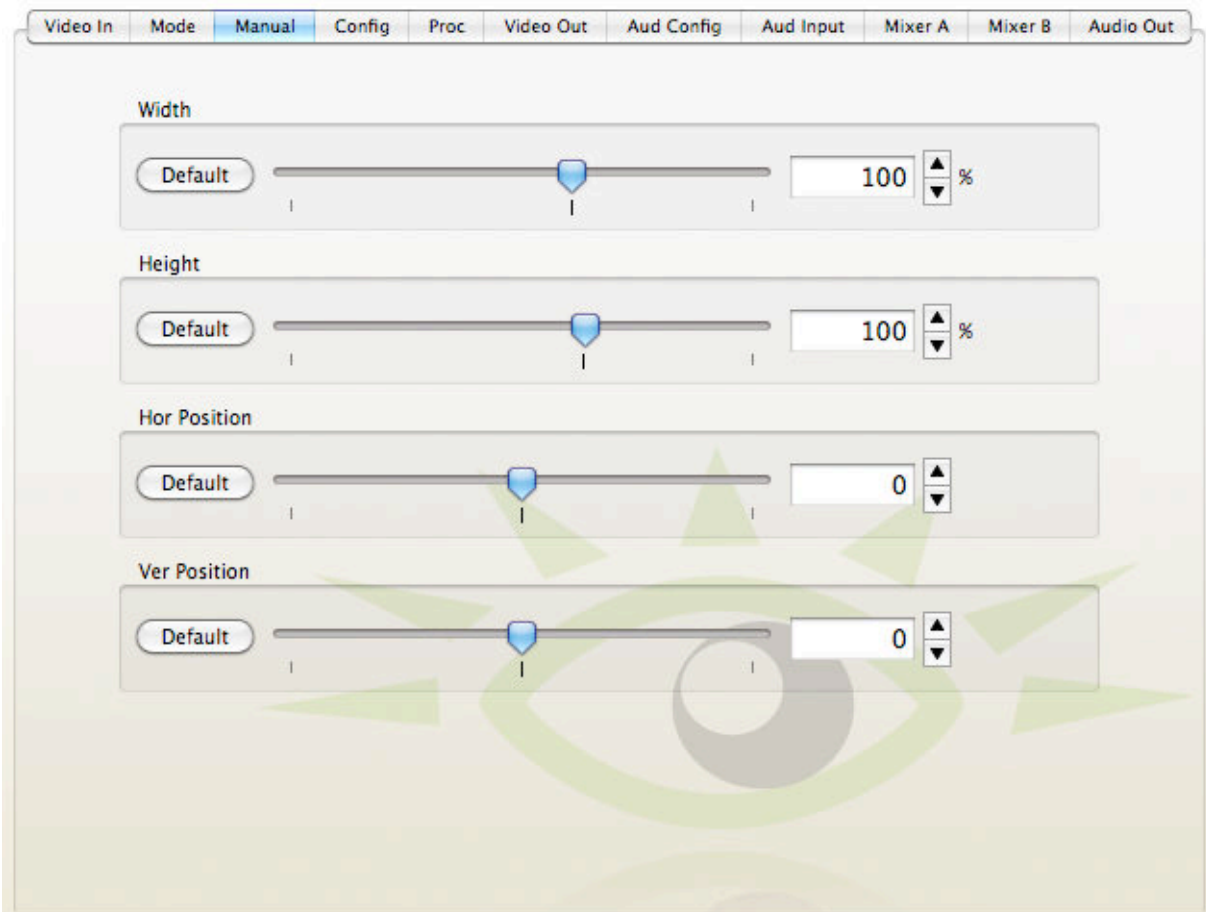 Video In Mode Manual Config Proc Video Out Aud Config Aud Input Mixer A Mixer B Audio Out
Width
Default 100 %
Height
Default 100 %
Hor Position
Default 0
Ver Position
Default 0